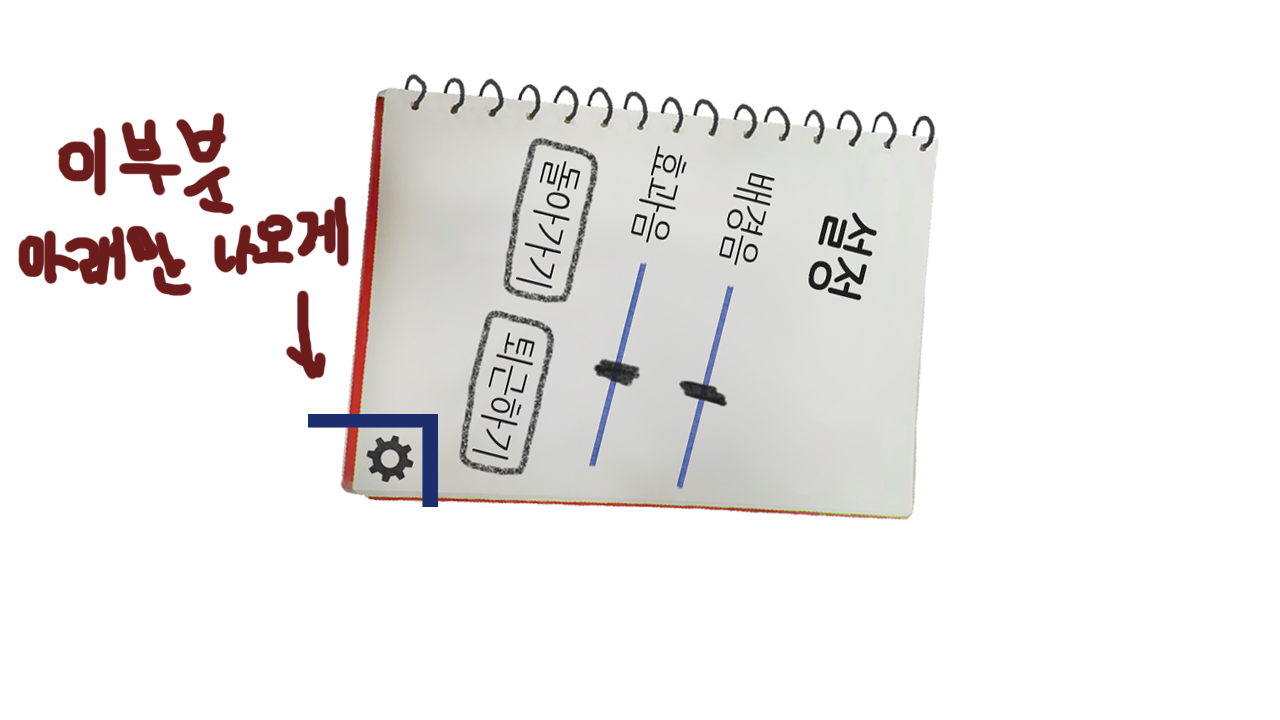 이부분
아래만 나오게
설정
배경음
효과음
돌아가기
퇴근하기